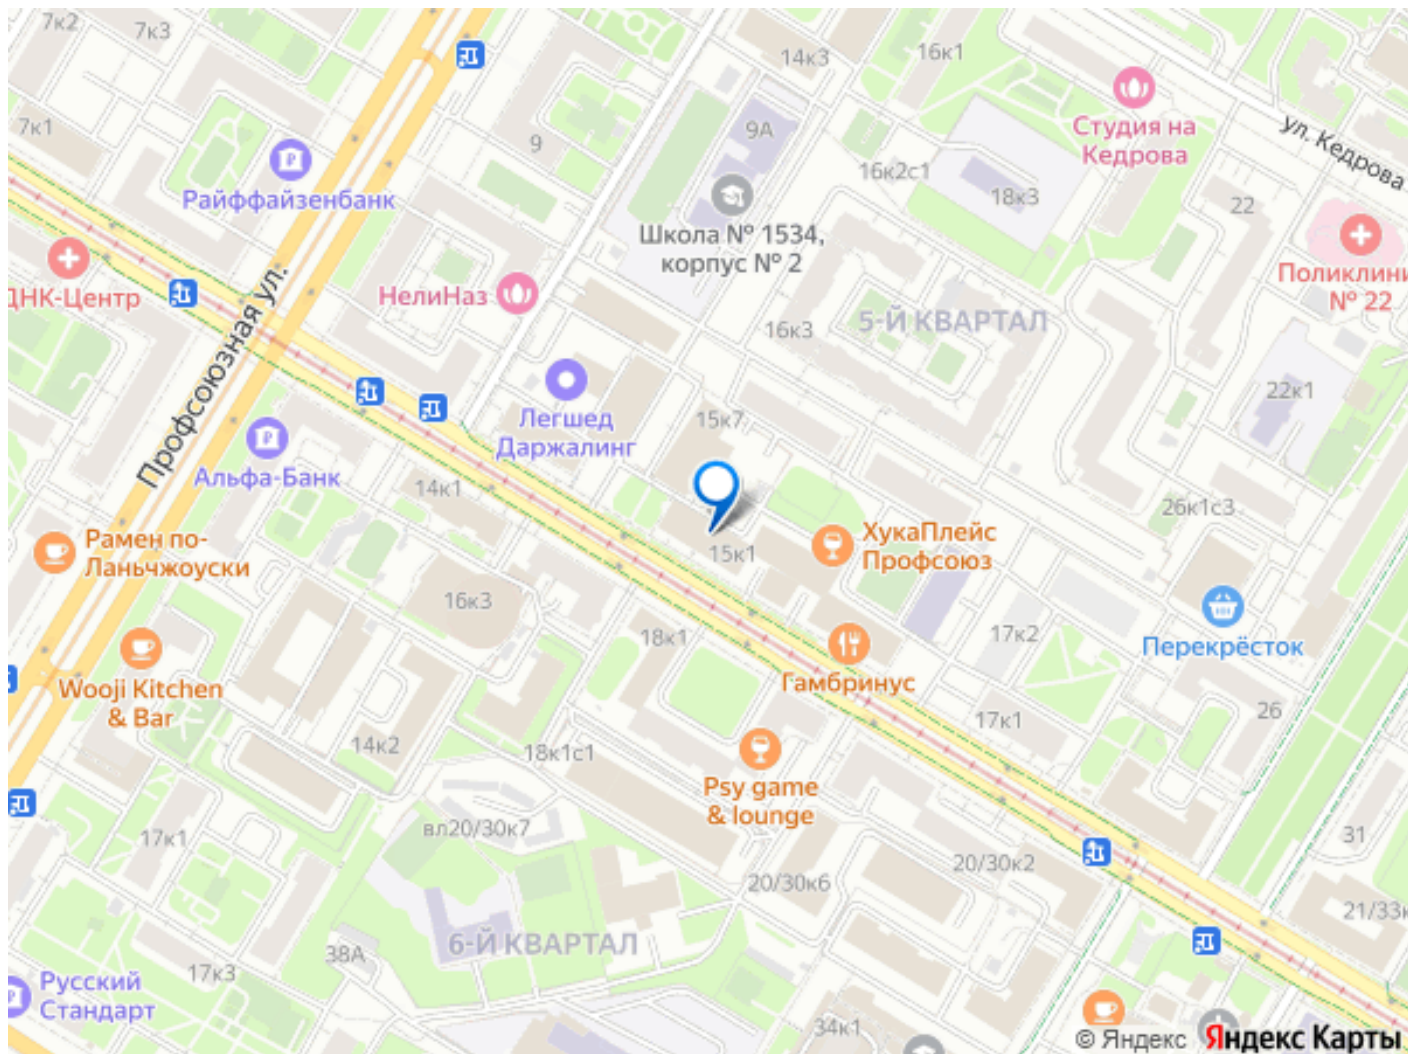 7к2
7к3
14к3
16к1
7к1
9
9А
Студия на
Кедрова
ул. Кедрова
Райффайзенбанк
16к2с1
18к3
22
Школа № 1534,
корпус № 2
Поликлини
№ 22
ДНК-Центр
НелиНаз
Профсоюзная ул.
16к3
5-Й КВАРТАЛ
22к1
Легшед
Даржалинг
15к7
Альфа-Банк
14к1
26к1с3
Рамен по-
Ланьчжоуски
15к1
ХукаПлейс
Профсоюз
16к3
18к1
17к2
Перекрёсток
Wooji Kitchen
& Bar
Гамбринус
26
17к1
14к2
18к1с1
Psy game
& lounge
17к1
вл20/30к7
31
20/30к2
20/30к6
21/33к
6-Й КВАРТАЛ
38А
17к3
Русский
Стандарт
34к1
© Яндекс Яндекс Карты